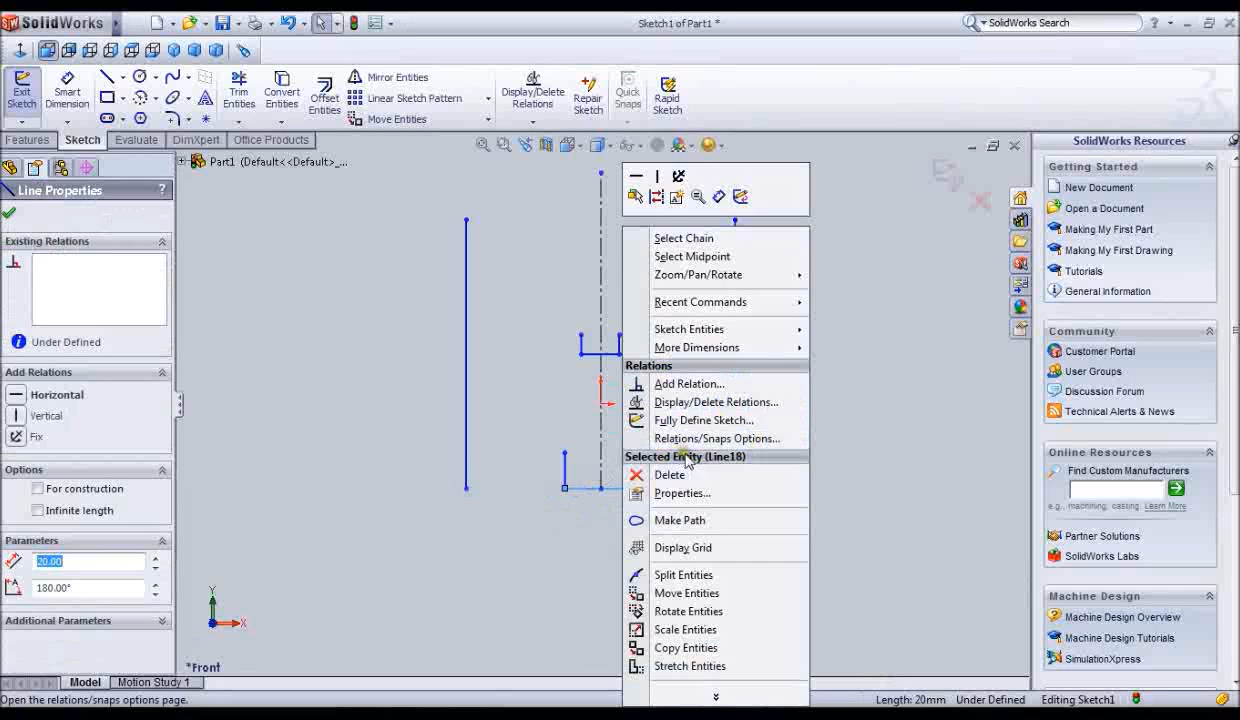 SolidWorks
Sketch1 of Part1 *
SolidWorks Search
?
Exit Sketch
Smart Dimension
Trim Entities
Convert Entities
Offset Entities
Mirror Entities
Linear Sketch Pattern
Move Entities
Display/Delete Relations
Repair Sketch
Quick Snaps
Rapid Sketch
Features
Sketch
Evaluate
DimXpert
Office Products
Part1 (Default<<Default>_...
Line Properties
?
Existing Relations
Under Defined
Add Relations
Horizontal
Vertical
Fix
Options
For construction
Infinite length
Parameters
20.00
180.00°
Additional Parameters
Y
X
*Front
Select Chain
Select Midpoint
Zoom/Pan/Rotate
Recent Commands
Sketch Entities
More Dimensions
Relations
Add Relation...
Display/Delete Relations...
Fully Define Sketch...
Relations/Snaps Options...
Selected Entity (Line18)
Delete
Properties...
Make Path
Display Grid
Split Entities
Move Entities
Rotate Entities
Scale Entities
Copy Entities
Stretch Entities
SolidWorks Resources
Getting Started
New Document
Open a Document
Making My First Part
Making My First Drawing
Tutorials
General Information
Community
Customer Portal
User Groups
Discussion Forum
Technical Alerts & News
Online Resources
Find Custom Manufacturers
e.g., machining, casting. Learn More
Partner Solutions
SolidWorks Labs
Machine Design
Machine Design Overview
Machine Design Tutorials
SimulationXpress
Model
Motion Study 1
Open the relations/snaps options page.
Length: 20mm
Under Defined
Editing Sketch1